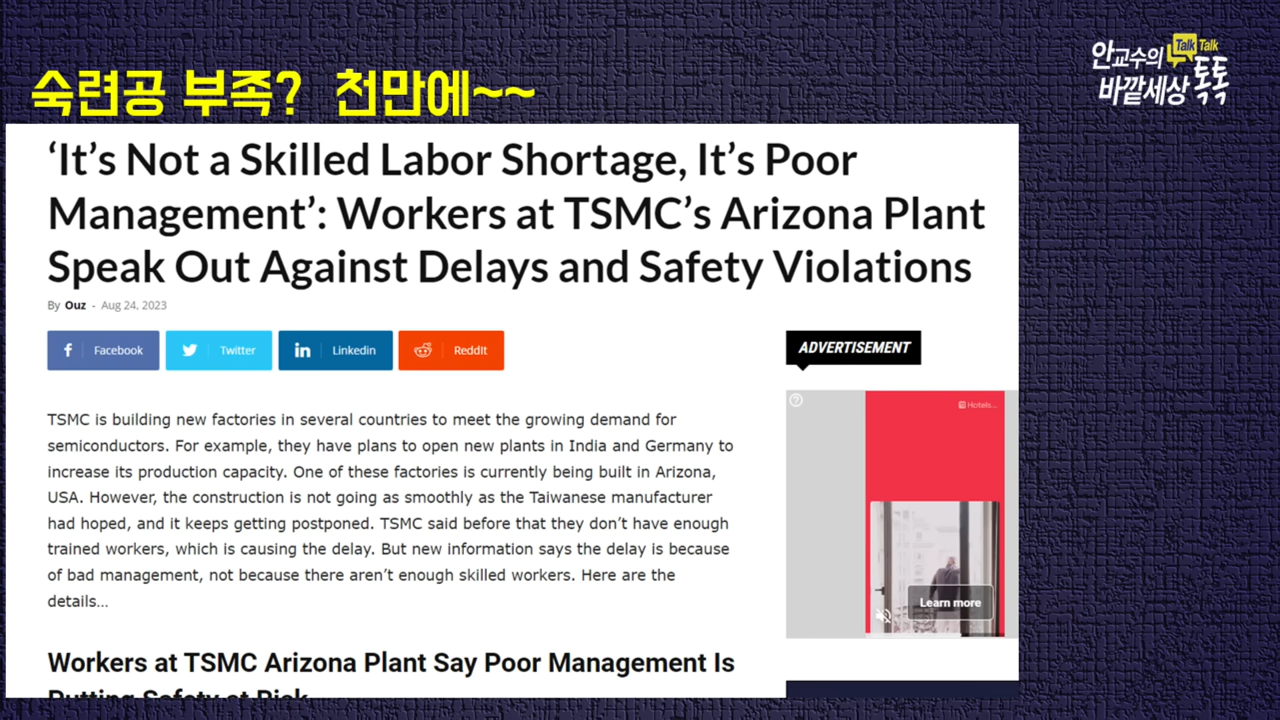 안교수의 Talk Talk
바깥세상 톡톡
숙련공 부족? 천만에~~
‘It’s Not a Skilled Labor Shortage, It’s Poor
Management’: Workers at TSMC’s Arizona Plant
Speak Out Against Delays and Safety Violations
By Ouz - Aug 24, 2023
Facebook
Twitter
Linkedin
ReddIt
ADVERTISEMENT
Hotels...
Learn more
TSMC is building new factories in several countries to meet the growing demand for
semiconductors. For example, they have plans to open new plants in India and Germany to
increase its production capacity. One of these factories is currently being built in Arizona,
USA. However, the construction is not going as smoothly as the Taiwanese manufacturer
had hoped, and it keeps getting postponed. TSMC said before that they don’t have enough
trained workers, which is causing the delay. But new information says the delay is because
of bad management, not because there aren’t enough skilled workers. Here are the
details...
Workers at TSMC Arizona Plant Say Poor Management Is
Putting Safety at Risk